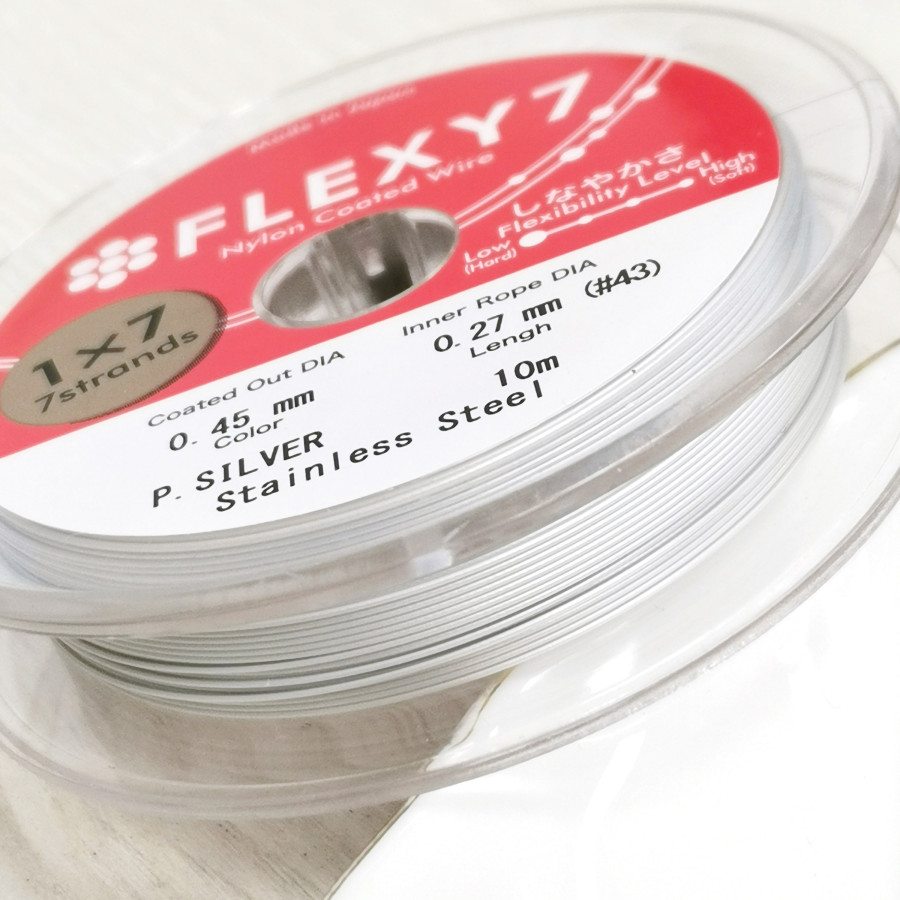 Made in Japan
FLEXY7
Nylon Coated Wire
しなやかさ
Flexibility Level
Low High
(Hard) (Soft)
1×7
7strands
Coated Out DIA
0.45 mm
Inner Rope DIA
0.27 mm (#43)
Color
P.SILVER
Lengh
10m
Stainless Steel